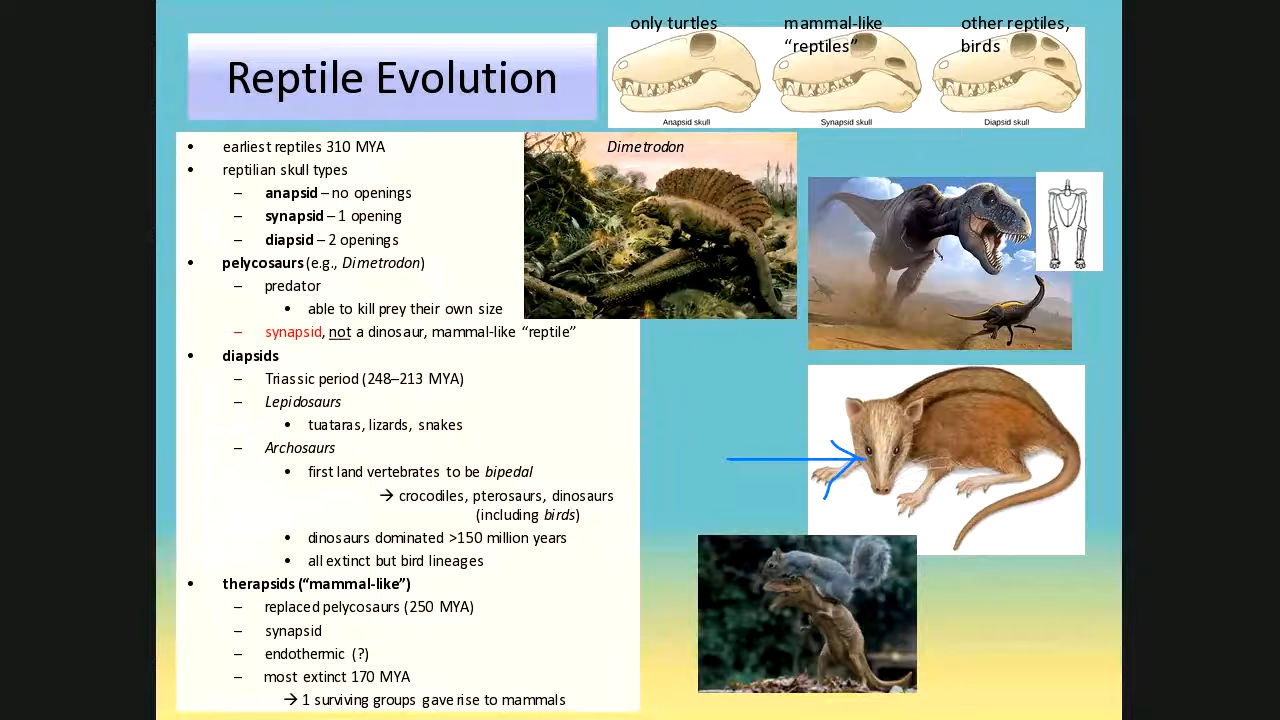 only turtles
mammal-like
“reptiles”
other reptiles,
birds
Reptile Evolution
Anapsid skull
Synapsid skull
Diapsid skull
• earliest reptiles 310 MYA
• reptilian skull types
– anapsid – no openings
– synapsid – 1 opening
– diapsid – 2 openings
• pelycosaurs (e.g., Dimetrodon)
– predator
• able to kill prey their own size
– synapsid, not a dinosaur, mammal-like “reptile”
• diapsids
– Triassic period (248–213 MYA)
– Lepidosaurs
• tuataras, lizards, snakes
– Archosaurs
• first land vertebrates to be bipedal
→ crocodiles, pterosaurs, dinosaurs
(including birds)
• dinosaurs dominated >150 million years
• all extinct but bird lineages
• therapsids (“mammal-like”)
– replaced pelycosaurs (250 MYA)
– synapsid
– endothermic (?)
– most extinct 170 MYA
→ 1 surviving groups gave rise to mammals
Dimetrodon